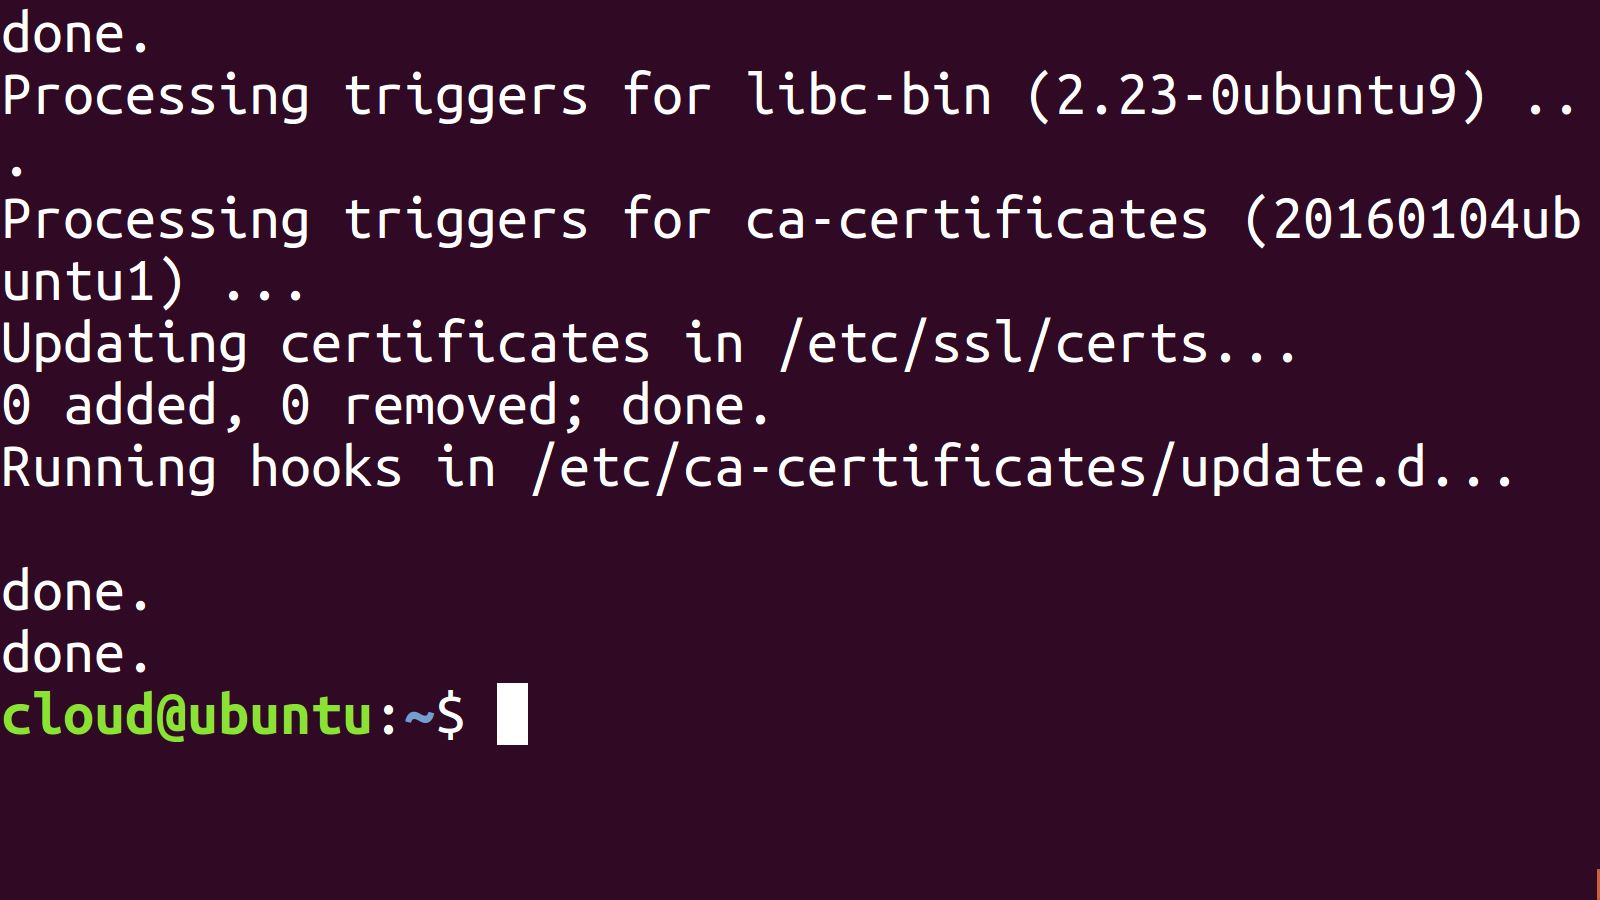 done.
Processing triggers for libc-bin (2.23-0ubuntu9) ..
.
Processing triggers for ca-certificates (20160104ub
untu1) ...
Updating certificates in /etc/ssl/certs...
0 added, 0 removed; done.
Running hooks in /etc/ca-certificates/update.d...

done.
done.
cloud@ubuntu:~$